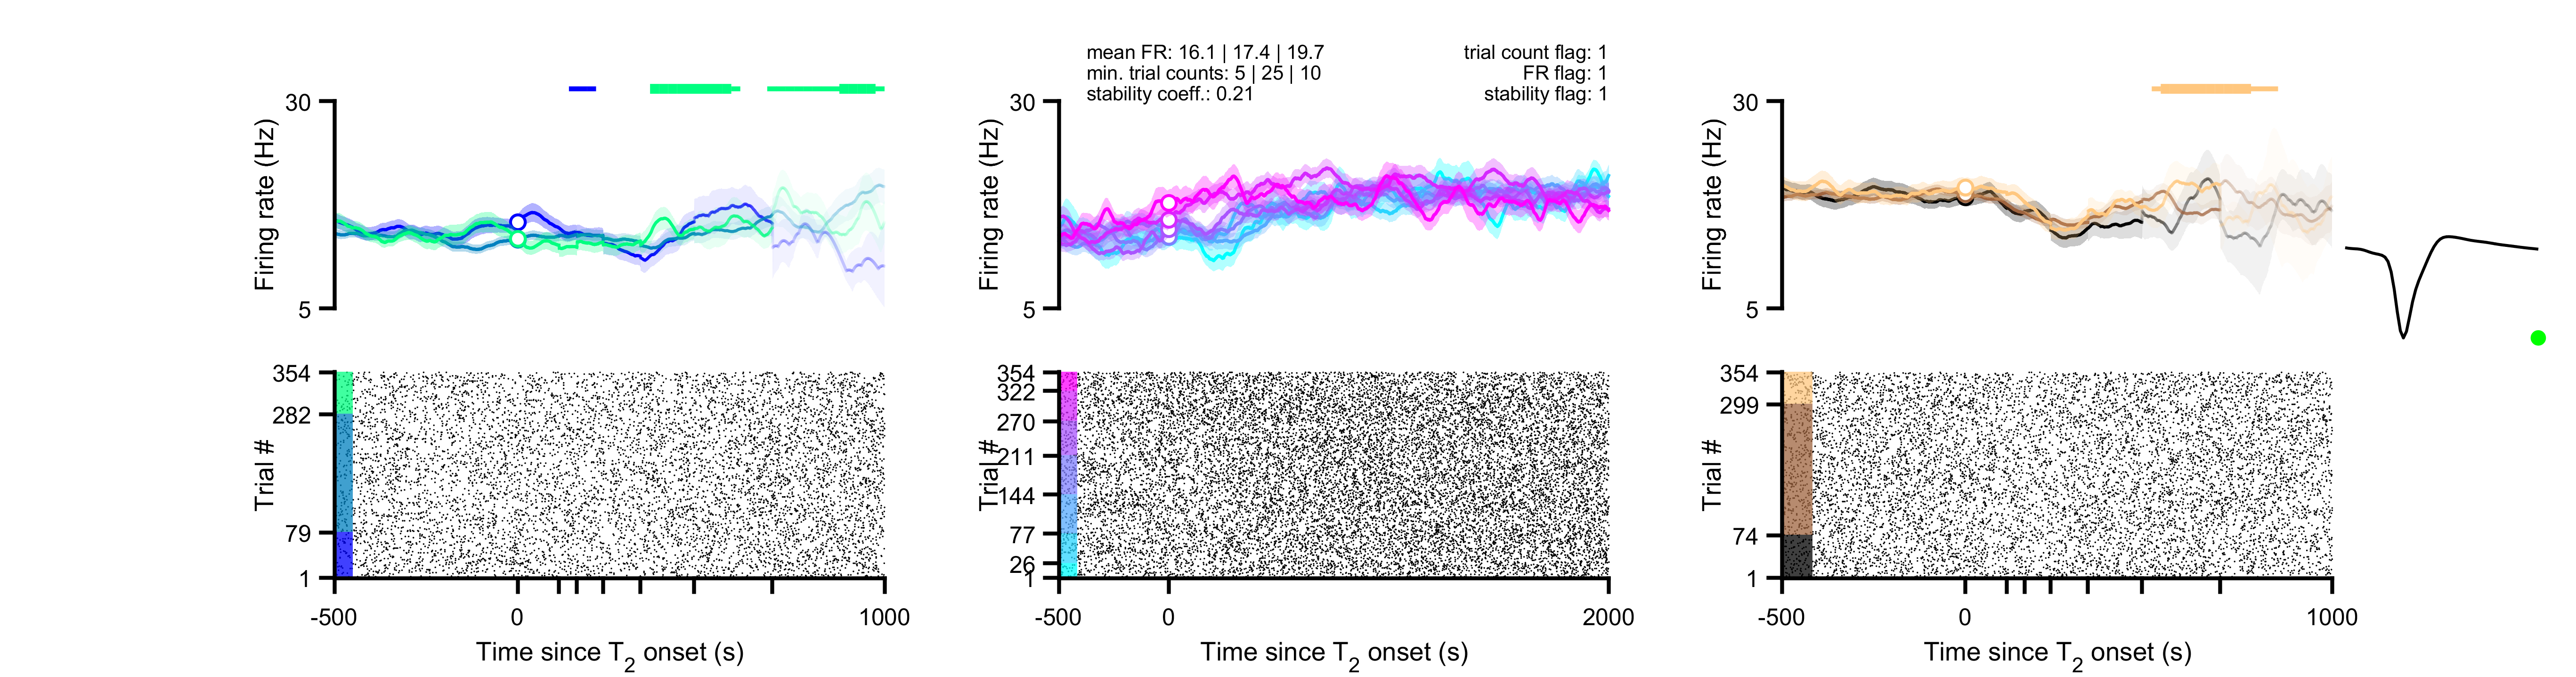 mean FR: 16.1 | 17.4 | 19.7
min. trial counts: 5 | 25 | 10
stability coeff.: 0.21
trial count flag: 1
FR flag: 1
stability flag: 1
30
Firing rate (Hz)
5
30
Firing rate (Hz)
5
30
Firing rate (Hz)
5
354
282
Trial #
79
1
-500
0
1000
Time since T2 onset (s)
354
322
270
211
Trial #
144
77
26
1
-500
0
2000
Time since T2 onset (s)
354
299
Trial #
74
1
-500
0
1000
Time since T2 onset (s)